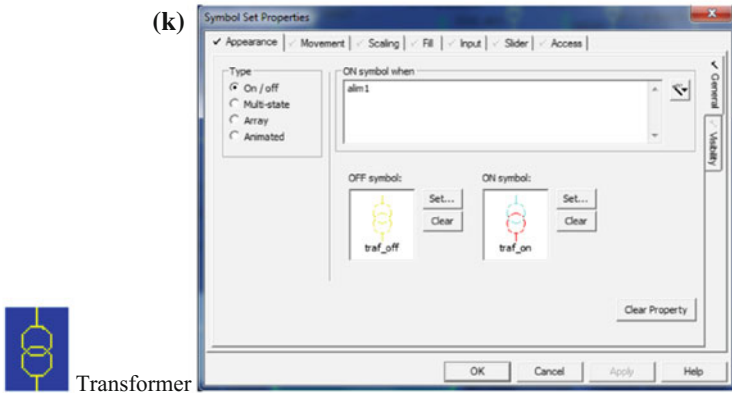 (k)
Symbol Set Properties
Appearance Movement Scaling Fill Input Slider Access
Type
On / off
Multi-state
Array
Animated
ON symbol when
alim1
General
Visibility
OFF symbol:
traf_off
Set...
Clear
ON symbol:
traf_on
Set...
Clear
Clear Property
OK Cancel Apply Help
Transformer